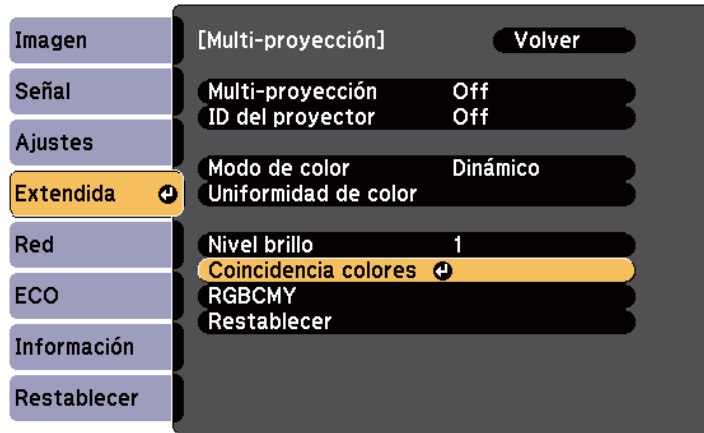 Imagen
Señal
Ajustes
Extendida
Red
ECO
Información
Restablecer
[Multi-proyección] Volver
Multi-proyección Off
ID del proyector Off
Modo de color Dinámico
Uniformidad de color
Nivel brillo 1
Coincidencia colores
RGBCMY
Restablecer